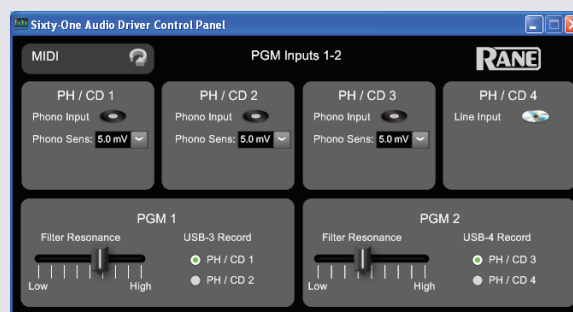 Sixty-One Audio Driver Control Panel
MIDI
PGM Inputs 1-2
RANE
PH / CD 1
Phono Input
Phono Sens: 5.0 mV
PH / CD 2
Phono Input
Phono Sens: 5.0 mV
PH / CD 3
Phono Input
Phono Sens: 5.0 mV
PH / CD 4
Line Input
PGM 1
Filter Resonance
Low High
USB-3 Record
PH / CD 1
PH / CD 2
PGM 2
Filter Resonance
Low High
USB-4 Record
PH / CD 3
PH / CD 4